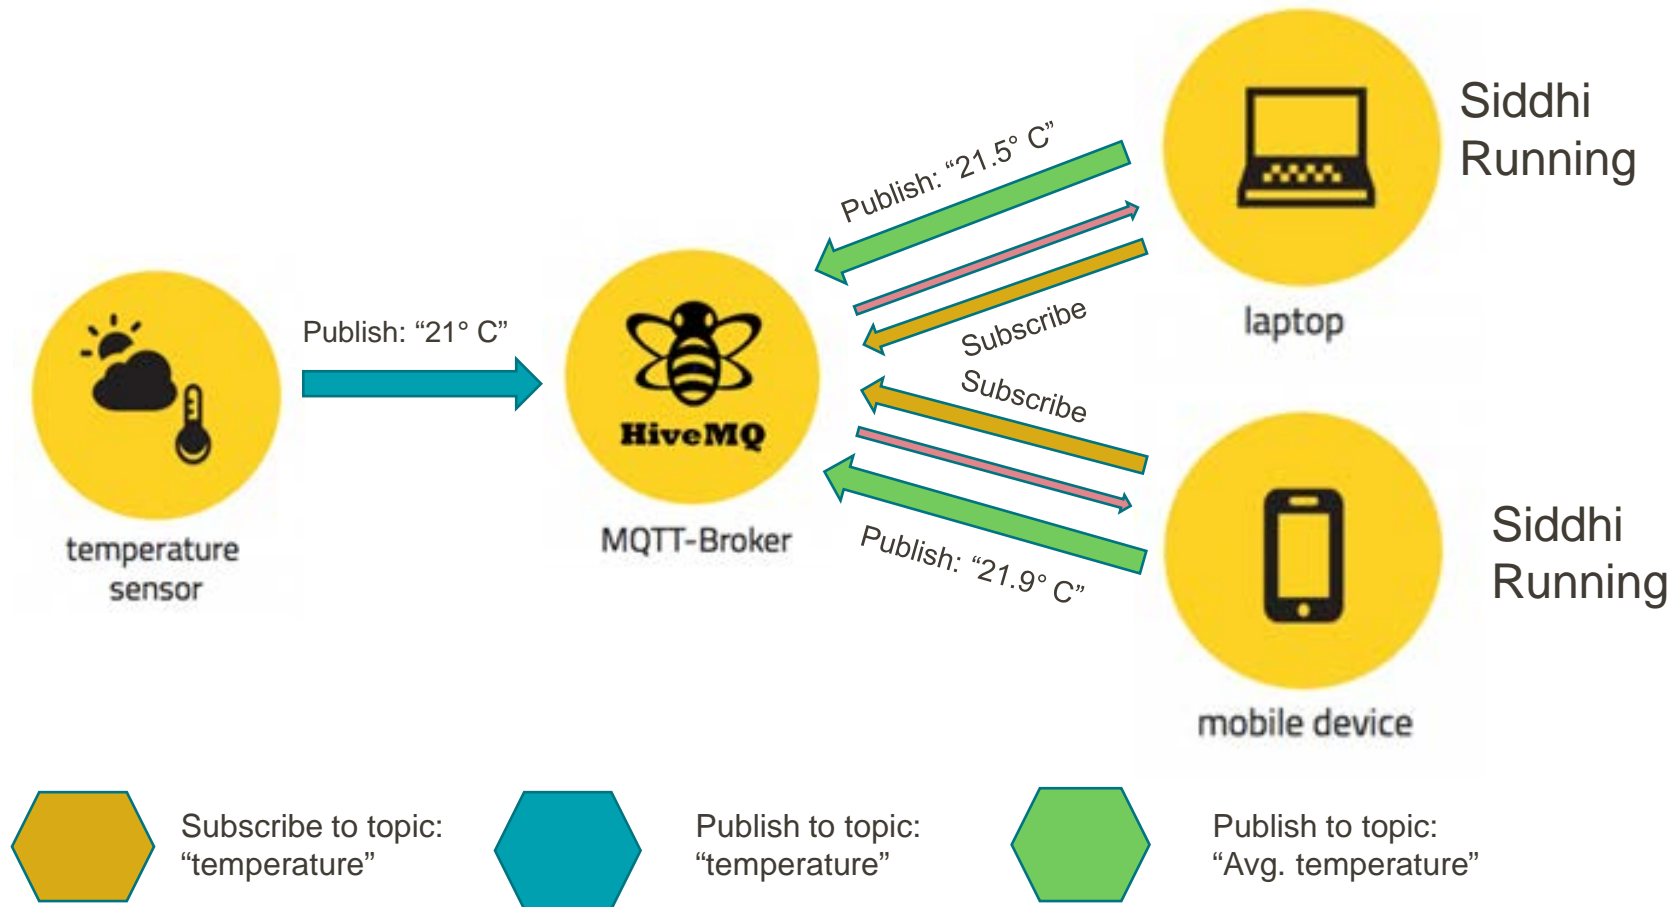 Siddhi
Running
Publish: “21.5° C”
laptop
Publish: “21° C”
Subscribe
Subscribe
HiveMQ
MQTT-Broker
temperature
sensor
Publish: “21.9° C”
Siddhi
Running
mobile device
Subscribe to topic:
“temperature”
Publish to topic:
“temperature”
Publish to topic:
“Avg. temperature”